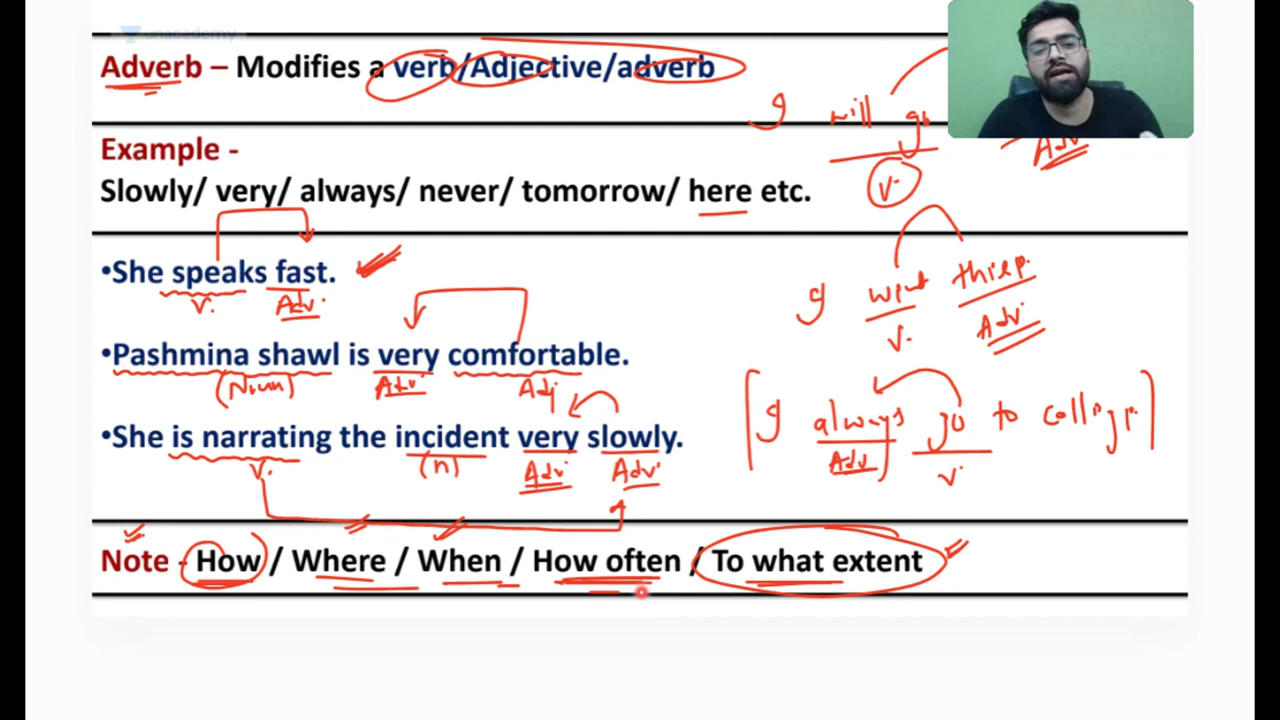 unacademy
Adverb – Modifies a verb/Adjective/adverb
I will go
v.
Adv
Example -
Slowly/ very/ always/ never/ tomorrow/ here etc.
•She speaks fast.
v. Adv.
I went there.
v. Adv.
•Pashmina shawl is very comfortable.
(Noun) Adv. Adj
I always go to college.
Adv v.
•She is narrating the incident very slowly.
v. (n) Adv. Adv.
Note - How / Where / When / How often / To what extent